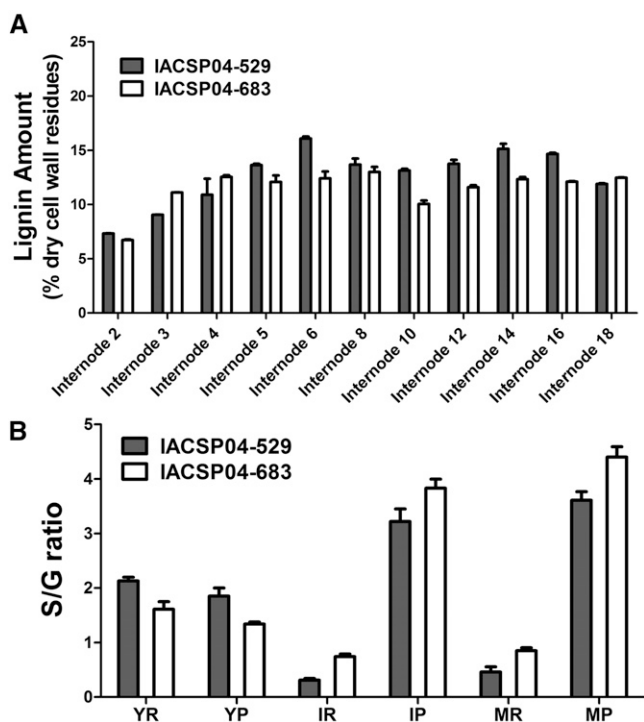 A
IACSP04-529
IACSP04-683
Lignin Amount
(% dry cell wall residues)
25
20
15
10
5
0
Internode 2
Internode 3
Internode 4
Internode 5
Internode 6
Internode 8
Internode 10
Internode 12
Internode 14
Internode 16
Internode 18
B
IACSP04-529
IACSP04-683
S/G ratio
5
4
3
2
1
0
YR YP IR IP MR MP